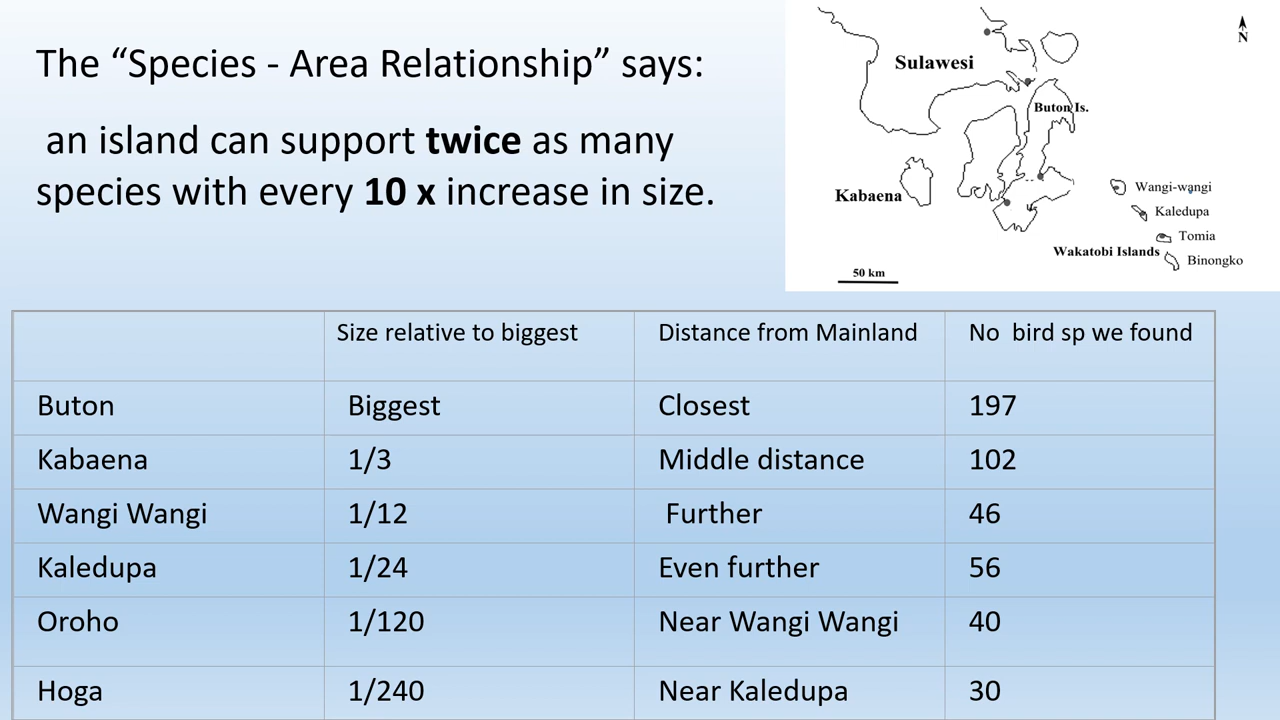 The “Species - Area Relationship” says:
an island can support twice as many
species with every 10 x increase in size.
N
Sulawesi
Buton Is.
Kabaena
Wangi-wangi
Kaledupa
Tomia
Wakatobi Islands
Binongko
50 km
Size relative to biggest Distance from Mainland No bird sp we found
Buton Biggest Closest 197
Kabaena 1/3 Middle distance 102
Wangi Wangi 1/12 Further 46
Kaledupa 1/24 Even further 56
Oroho 1/120 Near Wangi Wangi 40
Hoga 1/240 Near Kaledupa 30